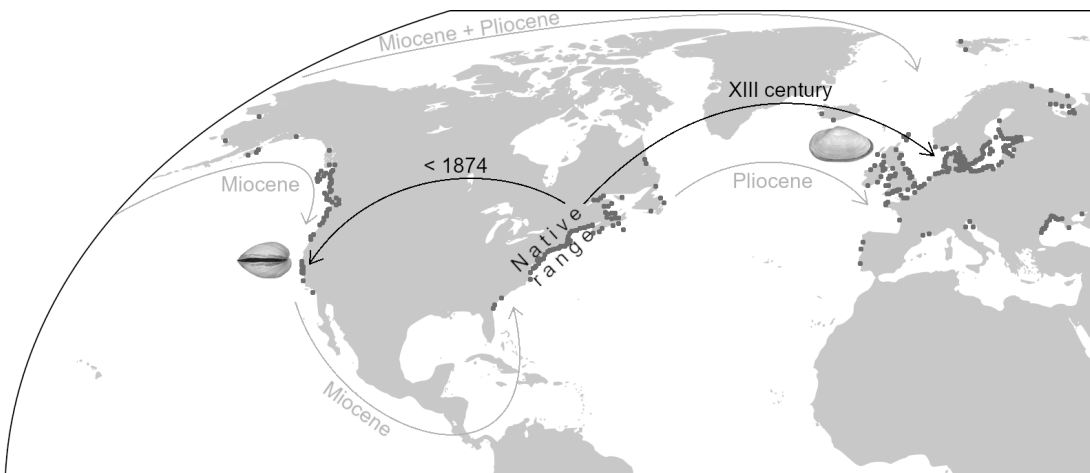 Miocene + Pliocene
XIII century
< 1874
Miocene
Pliocene
Native
range
Miocene